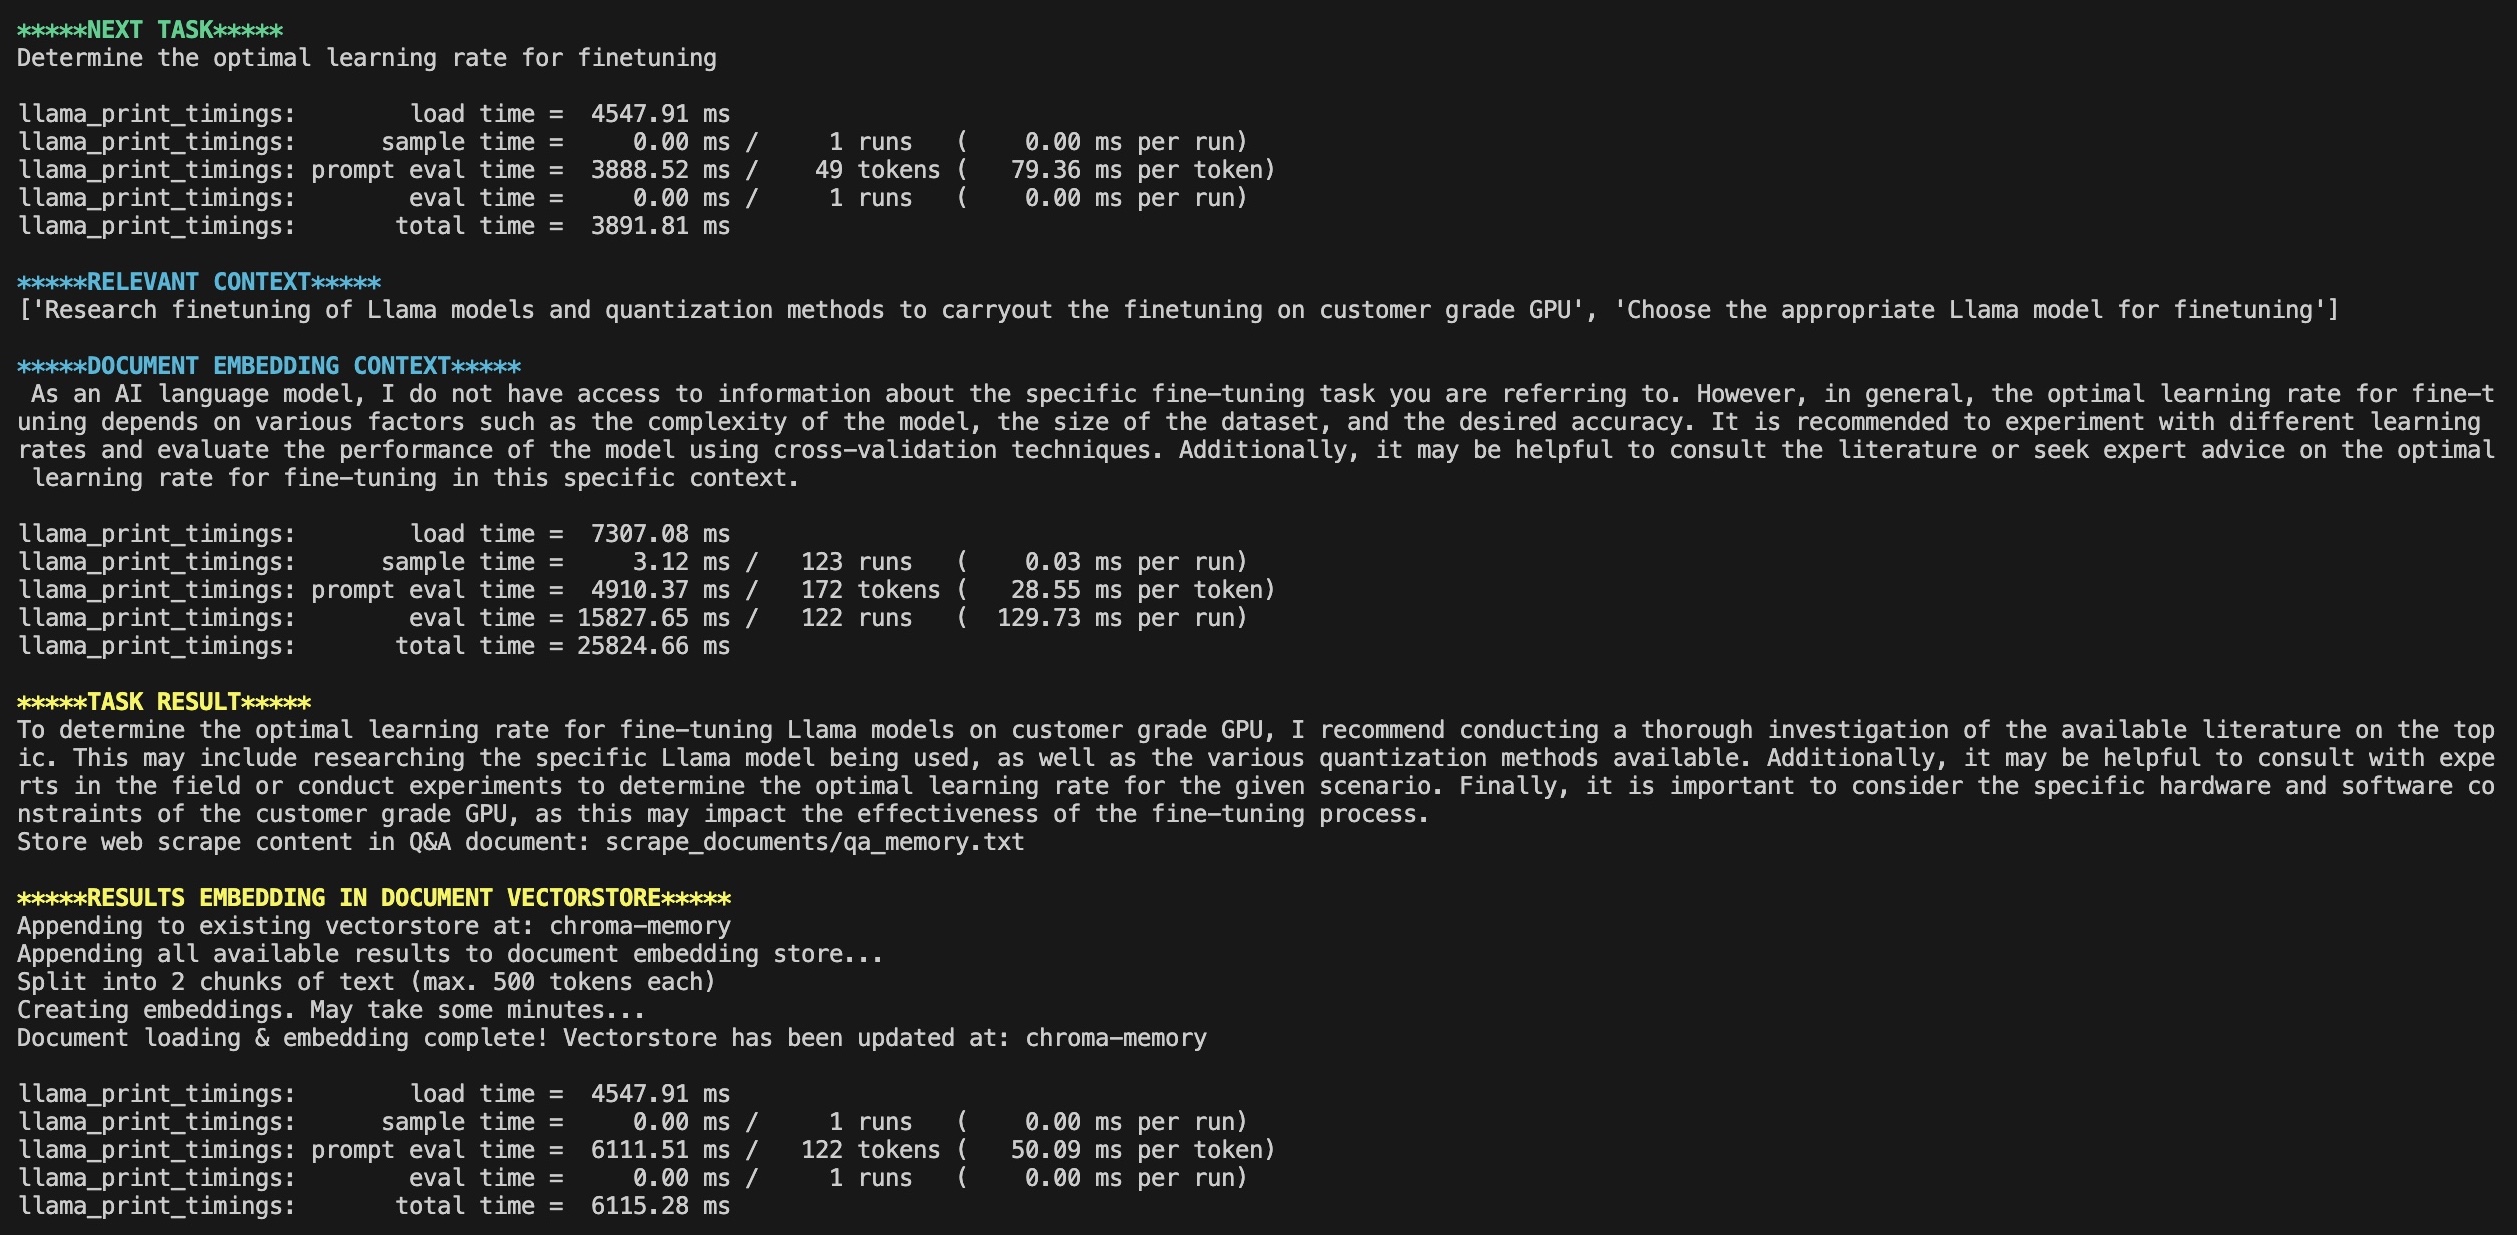 *****NEXT TASK*****
Determine the optimal learning rate for finetuning
llama_print_timings:        load time =  4547.91 ms
llama_print_timings:      sample time =     0.00 ms /     1 runs   (    0.00 ms per run)
llama_print_timings: prompt eval time =  3888.52 ms /    49 tokens (   79.36 ms per token)
llama_print_timings:        eval time =     0.00 ms /     1 runs   (    0.00 ms per run)
llama_print_timings:       total time =  3891.81 ms
*****RELEVANT CONTEXT*****
['Research finetuning of Llama models and quantization methods to carryout the finetuning on customer grade GPU', 'Choose the appropriate Llama model for finetuning']
*****DOCUMENT EMBEDDING CONTEXT*****
 As an AI language model, I do not have access to information about the specific fine-tuning task you are referring to. However, in general, the optimal learning rate for fine-t
uning depends on various factors such as the complexity of the model, the size of the dataset, and the desired accuracy. It is recommended to experiment with different learning
rates and evaluate the performance of the model using cross-validation techniques. Additionally, it may be helpful to consult the literature or seek expert advice on the optimal
 learning rate for fine-tuning in this specific context.
llama_print_timings:        load time =  7307.08 ms
llama_print_timings:      sample time =     3.12 ms /   123 runs   (    0.03 ms per run)
llama_print_timings: prompt eval time =  4910.37 ms /   172 tokens (   28.55 ms per token)
llama_print_timings:        eval time = 15827.65 ms /   122 runs   (  129.73 ms per run)
llama_print_timings:       total time = 25824.66 ms
*****TASK RESULT*****
To determine the optimal learning rate for fine-tuning Llama models on customer grade GPU, I recommend conducting a thorough investigation of the available literature on the top
ic. This may include researching the specific Llama model being used, as well as the various quantization methods available. Additionally, it may be helpful to consult with expe
rts in the field or conduct experiments to determine the optimal learning rate for the given scenario. Finally, it is important to consider the specific hardware and software co
nstraints of the customer grade GPU, as this may impact the effectiveness of the fine-tuning process.
Store web scrape content in Q&A document: scrape_documents/qa_memory.txt
*****RESULTS EMBEDDING IN DOCUMENT VECTORSTORE*****
Appending to existing vectorstore at: chroma-memory
Appending all available results to document embedding store...
Split into 2 chunks of text (max. 500 tokens each)
Creating embeddings. May take some minutes...
Document loading & embedding complete! Vectorstore has been updated at: chroma-memory
llama_print_timings:        load time =  4547.91 ms
llama_print_timings:      sample time =     0.00 ms /     1 runs   (    0.00 ms per run)
llama_print_timings: prompt eval time =  6111.51 ms /   122 tokens (   50.09 ms per token)
llama_print_timings:        eval time =     0.00 ms /     1 runs   (    0.00 ms per run)
llama_print_timings:       total time =  6115.28 ms